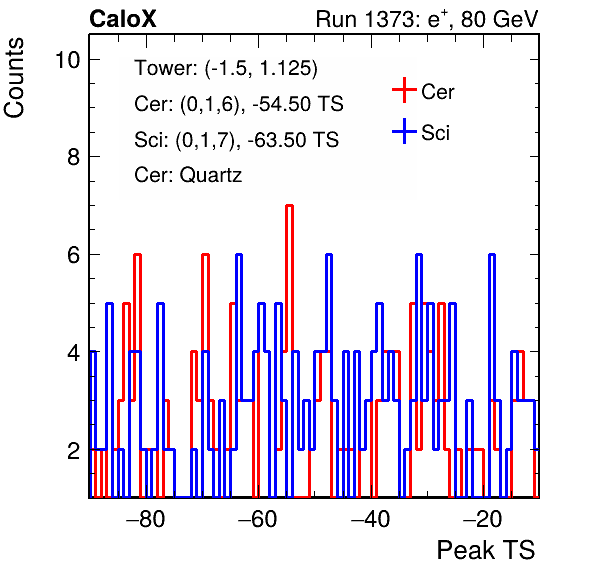 CaloX Run 1373: e+, 80 GeV
Counts
Tower: (-1.5, 1.125)
Cer: (0,1,6), -54.50 TS
Sci: (0,1,7), -63.50 TS
Cer: Quartz
Cer
Sci
10
8
6
4
2
−80 −60 −40 −20
Peak TS